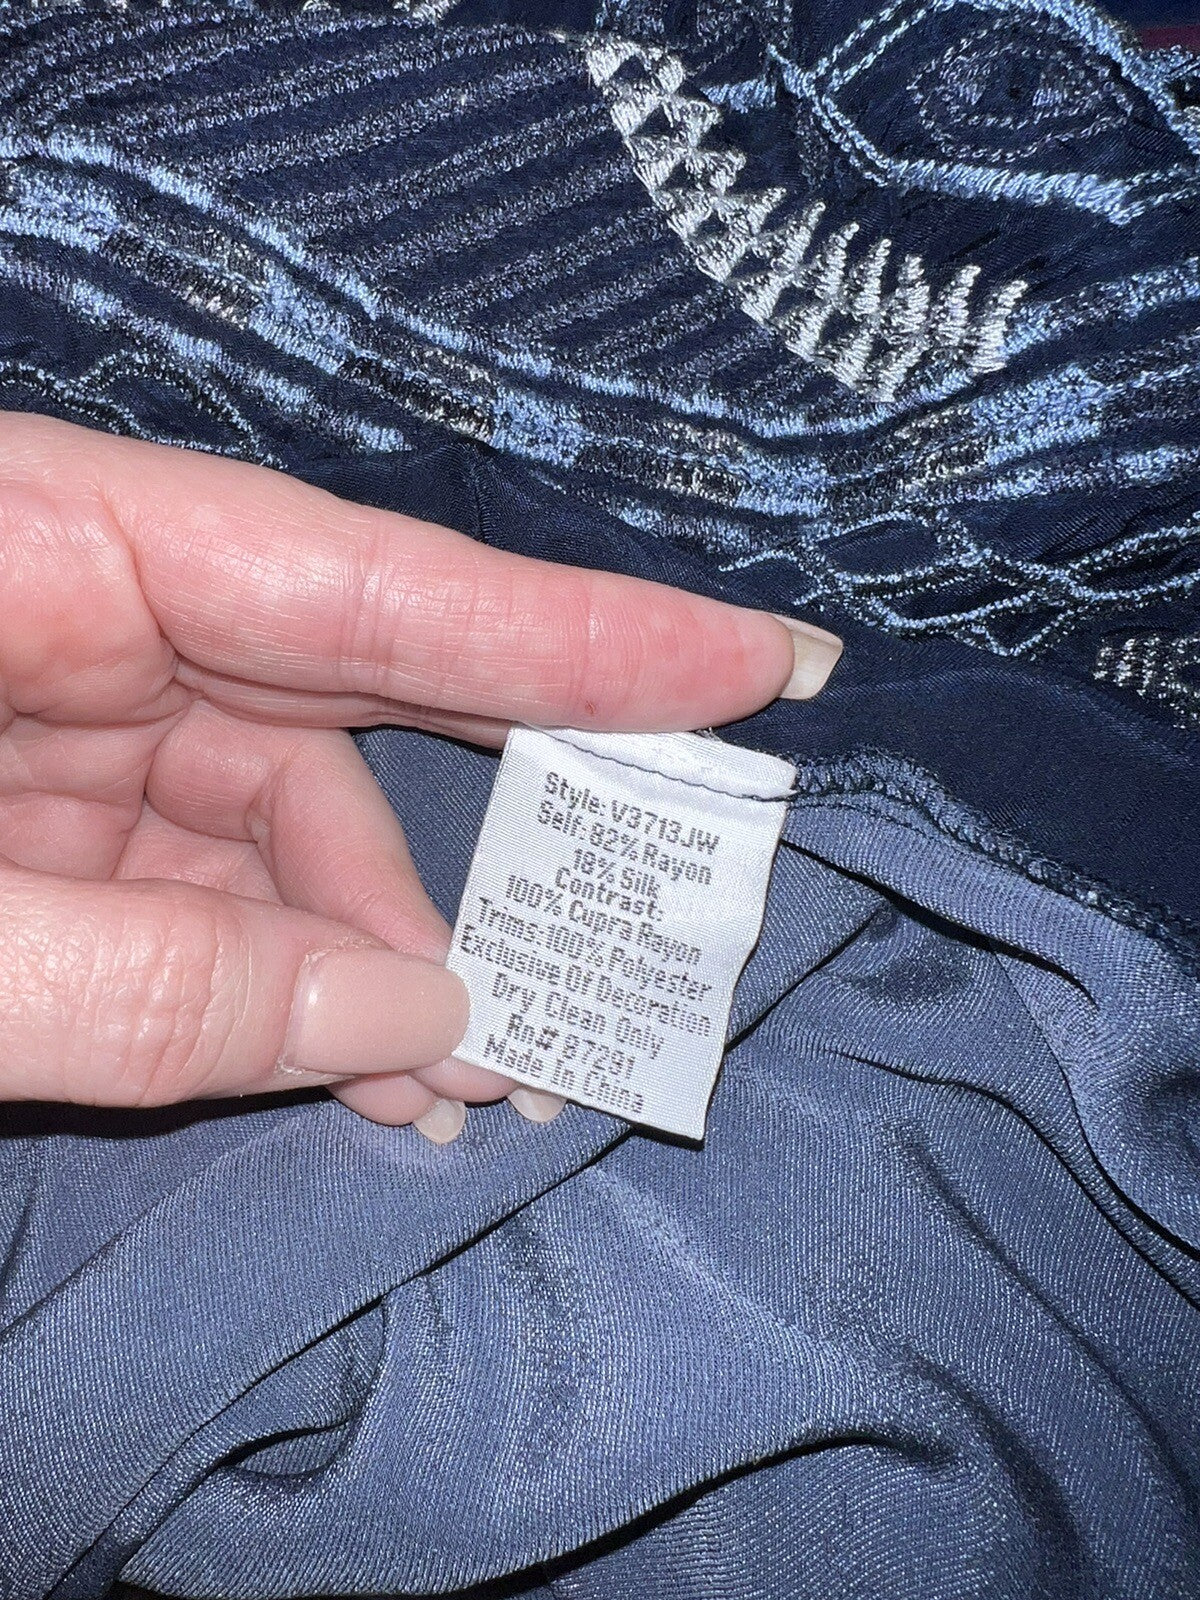 Style: V3713JW
Self: 82% Rayon
18% Silk
Contrast:
100% Cupra Rayon
Trims: 100% Polyester
Exclusive Of Decoration
Dry Clean Only
Rn# 87291
Made In China